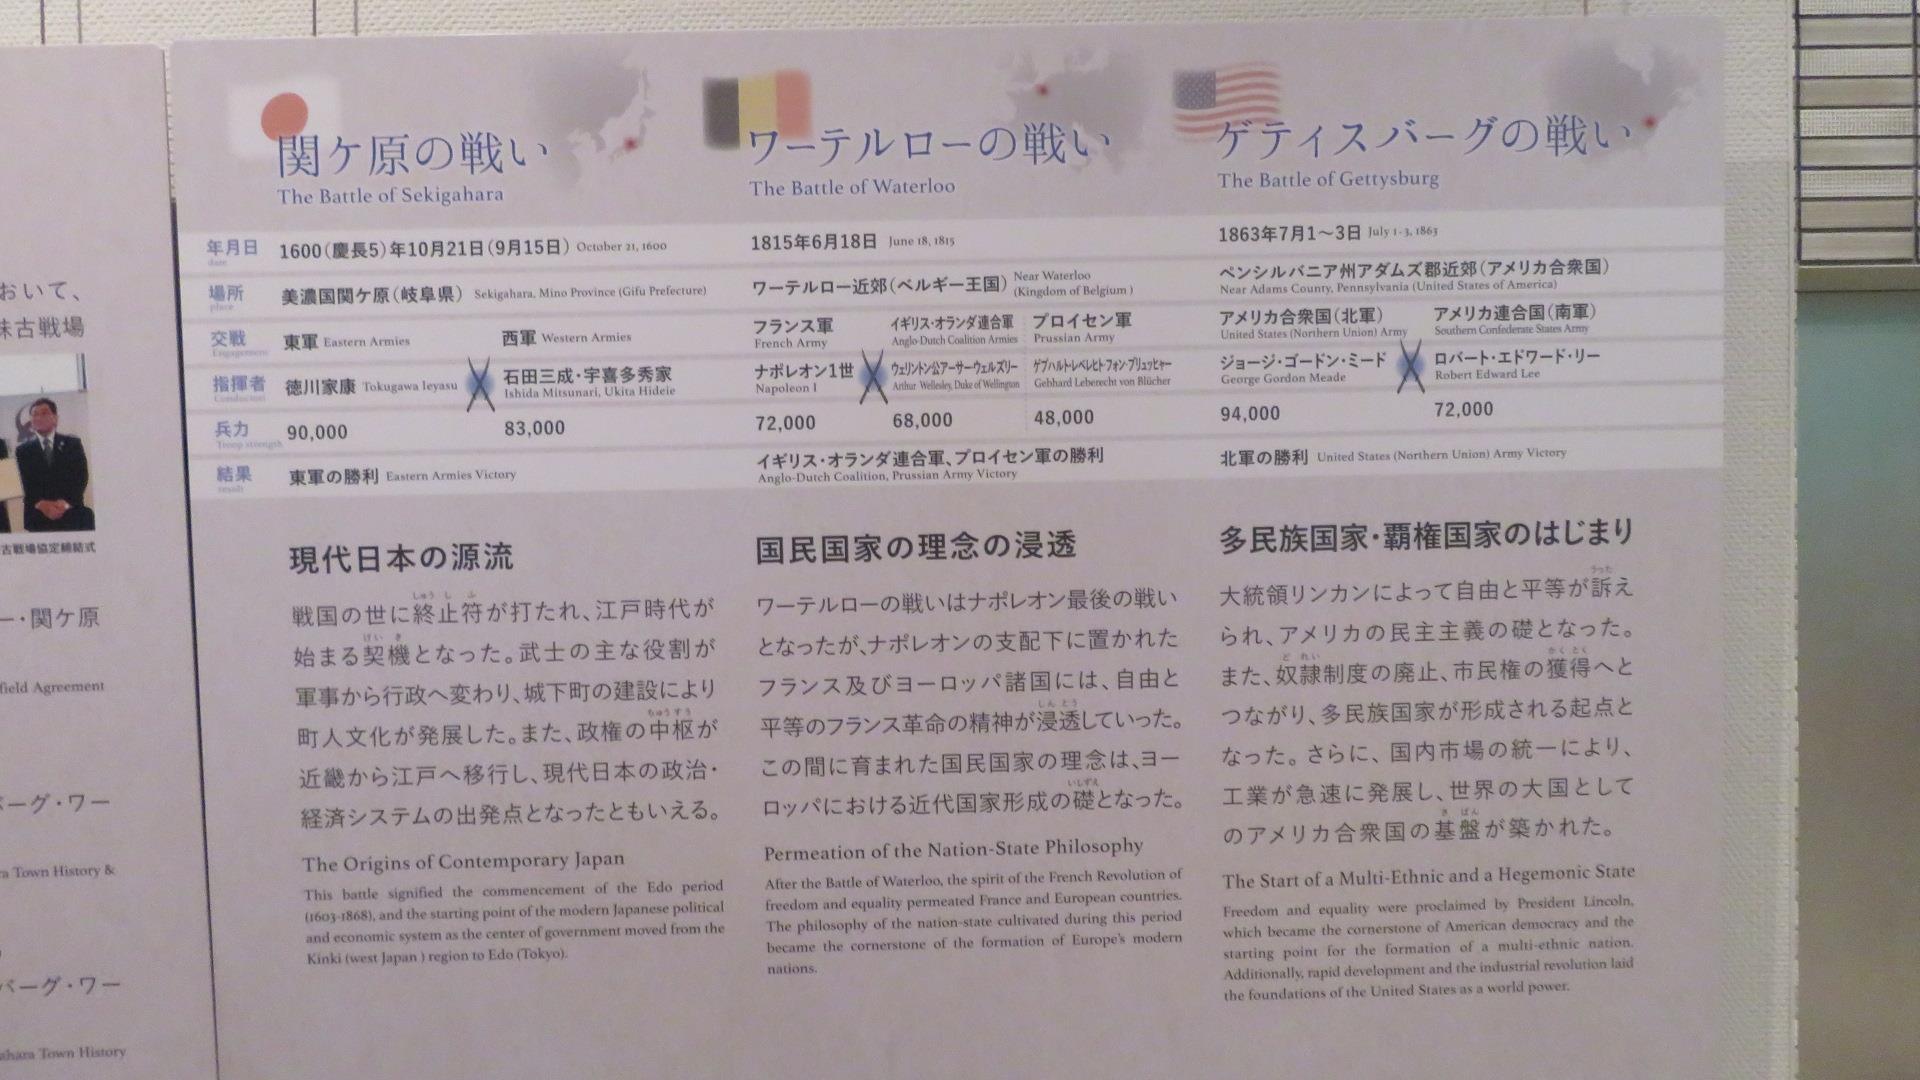 おいて、
古戦場
古戦場協定締結式
ー・関ケ原
field Agreement
バーグ・ワー
ra Town History &
バーグ・ワー
ahara Town History
関ケ原の戦い
The Battle of Sekigahara
ワーテルローの戦い
The Battle of Waterloo
ゲティスバーグの戦い
The Battle of Gettysburg
年月日
date
1600(慶長5)年10月21日(9月15日) October 21, 1600
1815年6月18日 June 18, 1815
1863年7月1～3日 July 1-3, 1863
場所
place
美濃国関ケ原(岐阜県) Sekigahara, Mino Province (Gifu Prefecture)
ワーテルロー近郊(ベルギー王国) Near Waterloo
(Kingdom of Belgium )
ペンシルバニア州アダムズ郡近郊(アメリカ合衆国)
Near Adams County, Pennsylvania (United States of America)
交戦
Engagement
東軍 Eastern Armies
西軍 Western Armies
フランス軍
French Army
イギリス・オランダ連合軍
Anglo-Dutch Coalition Armies
プロイセン軍
Prussian Army
アメリカ合衆国(北軍)
United States (Northern Union) Army
アメリカ連合国(南軍)
Southern Confederate States Army
指揮者
Conductor
徳川家康 Tokugawa Ieyasu
石田三成・宇喜多秀家
Ishida Mitsunari, Ukita Hideie
ナポレオン1世
Napoleon I
ウェリントン公アーサー・ウェルズリー
Arthur Wellesley, Duke of Wellington
ゲプハルト・レベレヒト・フォン・ブリュッヒャー
Gebhard Leberecht von Blücher
ジョージ・ゴードン・ミード
George Gordon Meade
ロバート・エドワード・リー
Robert Edward Lee
兵力
Troop strength
90,000
83,000
72,000
68,000
48,000
94,000
72,000
結果
result
東軍の勝利 Eastern Armies Victory
イギリス・オランダ連合軍、プロイセン軍の勝利
Anglo-Dutch Coalition, Prussian Army Victory
北軍の勝利 United States (Northern Union) Army Victory
現代日本の源流
戦国の世に終止符が打たれ、江戸時代が
始まる契機となった。武士の主な役割が
軍事から行政へ変わり、城下町の建設により
町人文化が発展した。また、政権の中枢が
近畿から江戸へ移行し、現代日本の政治・
経済システムの出発点となったともいえる。
The Origins of Contemporary Japan
This battle signified the commencement of the Edo period
(1603-1868), and the starting point of the modern Japanese political
and economic system as the center of government moved from the
Kinki (west Japan ) region to Edo (Tokyo).
国民国家の理念の浸透
ワーテルローの戦いはナポレオン最後の戦い
となったが、ナポレオンの支配下に置かれた
フランス及びヨーロッパ諸国には、自由と
平等のフランス革命の精神が浸透していった。
この間に育まれた国民国家の理念は、ヨー
ロッパにおける近代国家形成の礎となった。
Permeation of the Nation-State Philosophy
After the Battle of Waterloo, the spirit of the French Revolution of
freedom and equality permeated France and European countries.
The philosophy of the nation-state cultivated during this period
became the cornerstone of the formation of Europe's modern
nations.
多民族国家・覇権国家のはじまり
大統領リンカンによって自由と平等が訴え
られ、アメリカの民主主義の礎となった。
また、奴隷制度の廃止、市民権の獲得へと
つながり、多民族国家が形成される起点と
なった。さらに、国内市場の統一により、
工業が急速に発展し、世界の大国として
のアメリカ合衆国の基盤が築かれた。
The Start of a Multi-Ethnic and a Hegemonic State
Freedom and equality were proclaimed by President Lincoln,
which became the cornerstone of American democracy and the
starting point for the formation of a multi-ethnic nation.
Additionally, rapid development and the industrial revolution laid
the foundations of the United States as a world power.